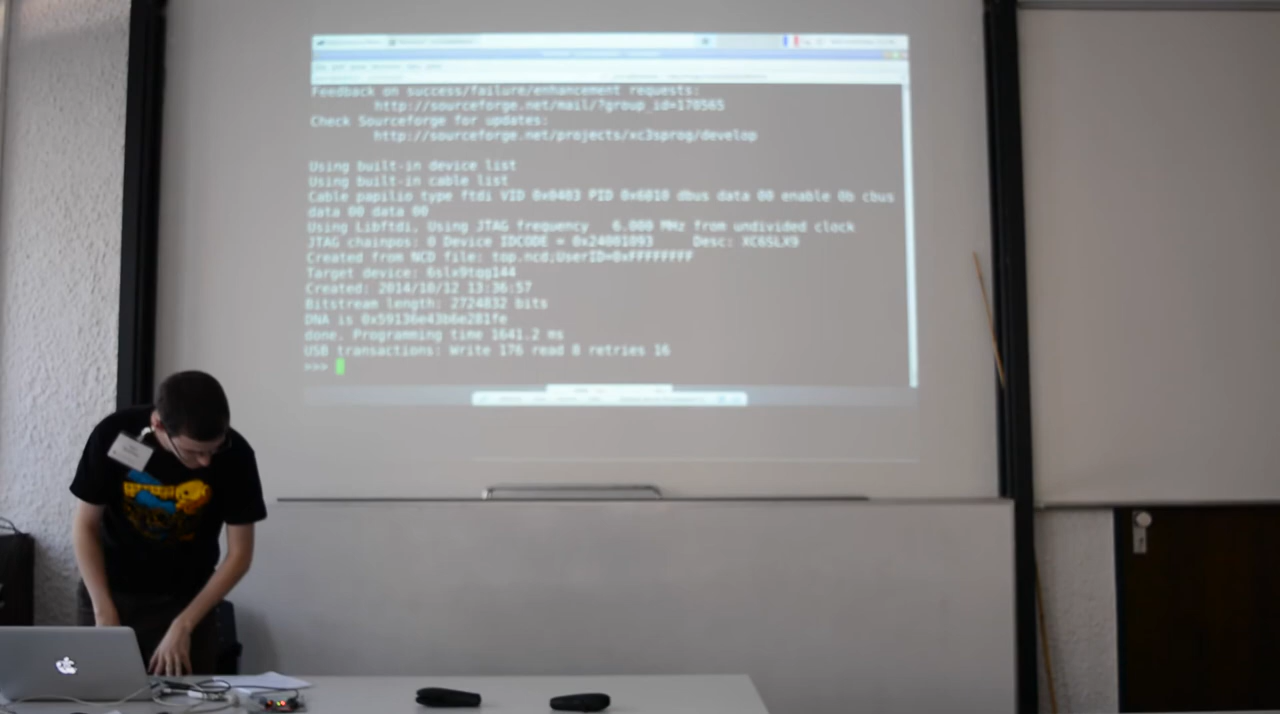 Feedback on success/failure/enhancement requests:
http://sourceforge.net/mail/?group_id=170565
Check Sourceforge for updates:
http://sourceforge.net/projects/xc3sprog/develop
Using built-in device list
Using built-in cable list
Cable papilio type ftdi VID 0x0403 PID 0x6010 dbus data 00 enable 0b cbus
data 00 data 00
Using Libftdi, Using JTAG frequency 6.000 MHz from undivided clock
JTAG chainpos: 0 Device IDCODE = 0x24001093 Desc: XC6SLX9
Created from NCD file: top.ncd;UserID=0xFFFFFFFF
Target device: 6slx9tqg144
Created: 2014/10/12 13:36:57
Bitstream length: 2724832 bits
DNA is 0x59136e43b6e281fe
done. Programming time 1641.2 ms
USB transactions: Write 176 read 8 retries 16
>>>